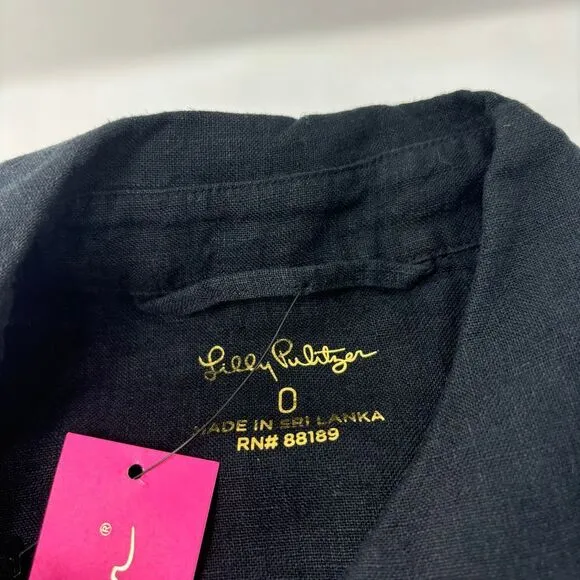 Lilly Pulitzer
0
MADE IN SRI LANKA
RN# 88189
®